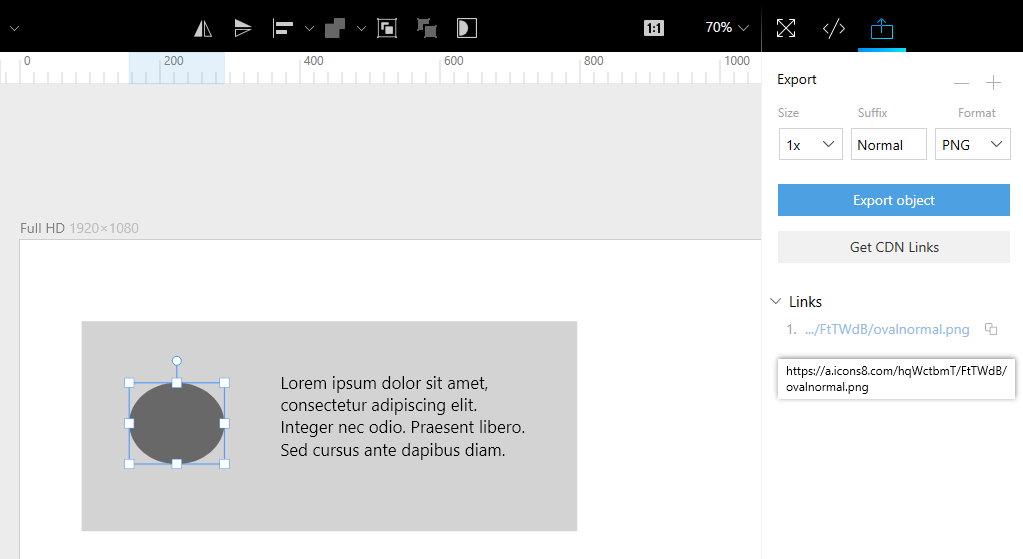 1:1
70%
0
200
400
600
800
1000
Full HD 1920×1080
Lorem ipsum dolor sit amet,
consectetur adipiscing elit.
Integer nec odio. Praesent libero.
Sed cursus ante dapibus diam.
Export
Size Suffix Format
1x Normal PNG
Export object
Get CDN Links
Links
1. .../FtTWdB/ovalnormal.png
https://a.icons8.com/hqWctbmT/FtTWdB/
ovalnormal.png